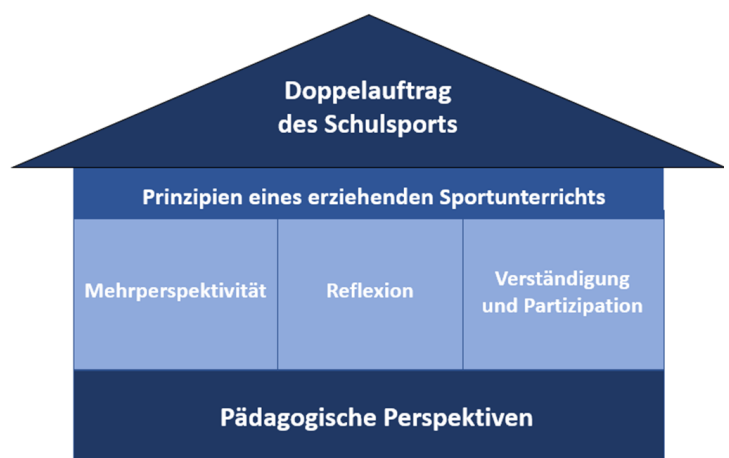 Doppelauftrag
des Schulsports
Prinzipien eines erziehenden Sportunterrichts
Mehrperspektivität
Reflexion
Verständigung
und Partizipation
Pädagogische Perspektiven